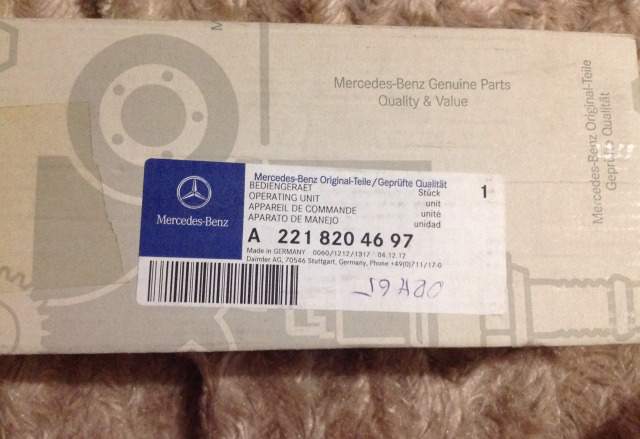 Mercedes-Benz Genuine Parts
Quality & Value
Mercedes-Benz Original-Teile
Geprüfte Qualität
Mercedes-Benz
Mercedes-Benz Original-Teile/Geprüfte Qualität
BEDIENGERAET Stück 1
OPERATING UNIT unit
APPAREIL DE COMMANDE unité
APARATO DE MANEJO unidad
A 221 820 46 97
Made in GERMANY 0060/1212/1317 04.12.12
Daimler AG, 70546 Stuttgart, Germany, Phone +49(0)711/17-0